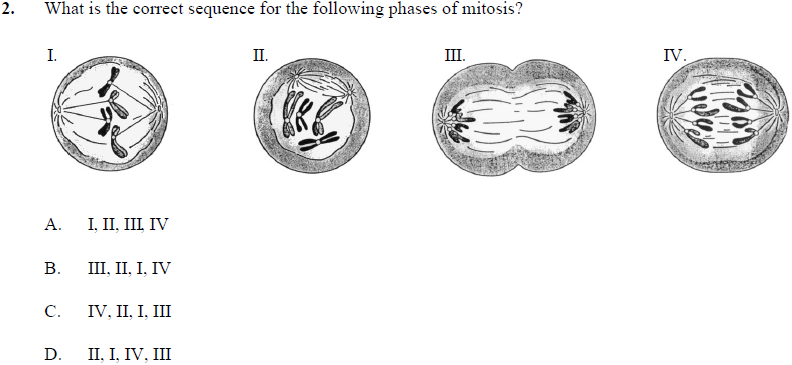 2. What is the correct sequence for the following phases of mitosis?
I. II. III. IV.
A. I, II, III, IV
B. III, II, I, IV
C. IV, II, I, III
D. II, I, IV, III